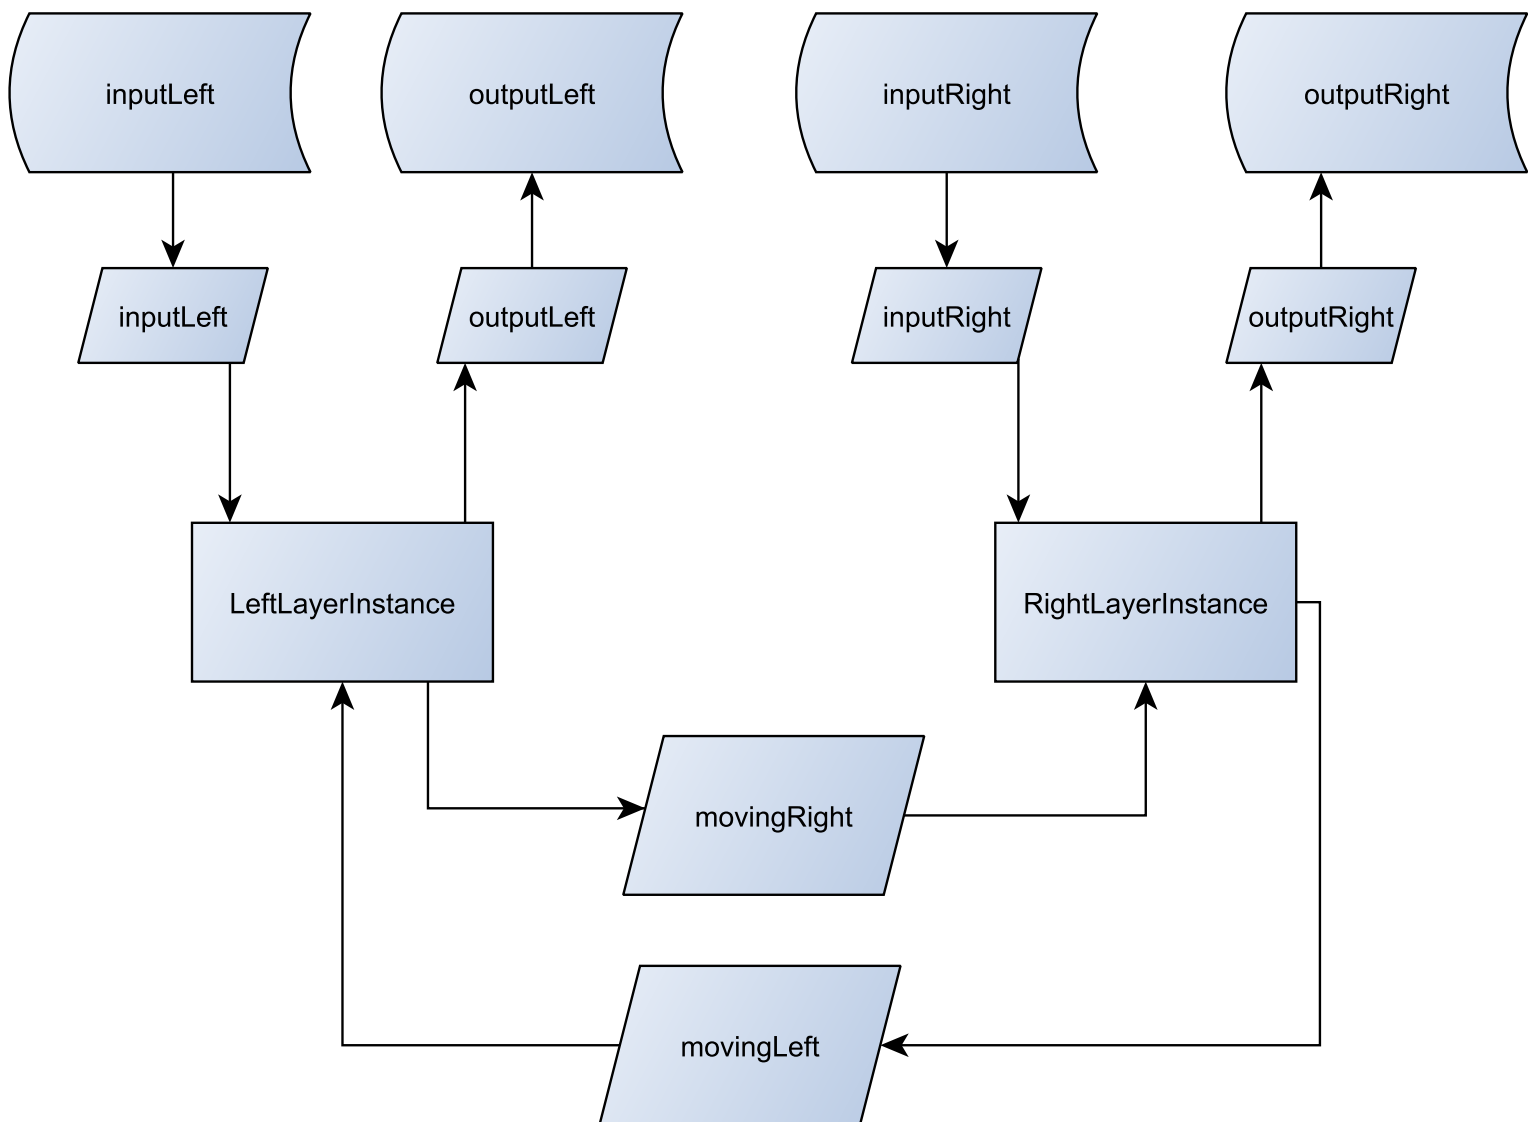 inputLeft
outputLeft
inputRight
outputRight
inputLeft
outputLeft
inputRight
outputRight
LeftLayerInstance
RightLayerInstance
movingRight
movingLeft